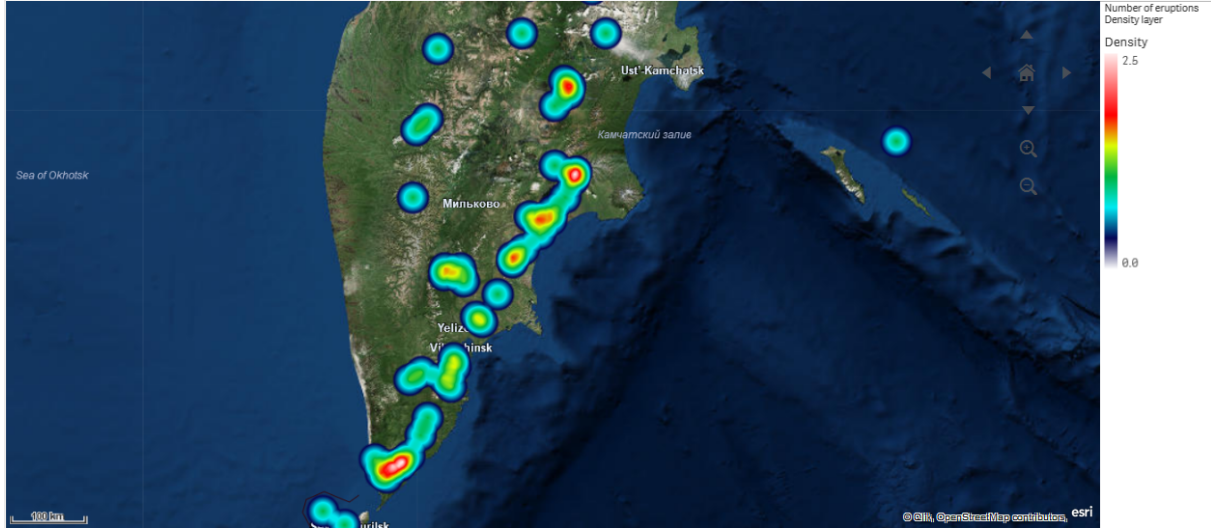 Number of eruptions
Density layer
Density
2.5
0.0
Ust'-Kamchatsk
Камчатский залив
Sea of Okhotsk
Мильково
100 km
© Qlik, OpenStreetMap contributors,
esri